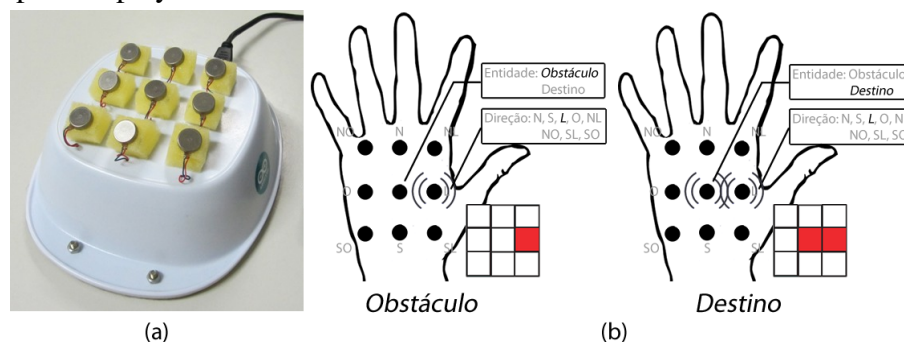 Entidade: Obstáculo
Destino
Direção: N, S, L, O, NL
NO, SL, SO
NO N NL
O
SO S SL
Obstáculo
Entidade: Obstáculo
Destino
Direção: N, S, L, O, NL
NO, SL, SO
NO N NL
O
SO S SL
Destino
(a)
(b)